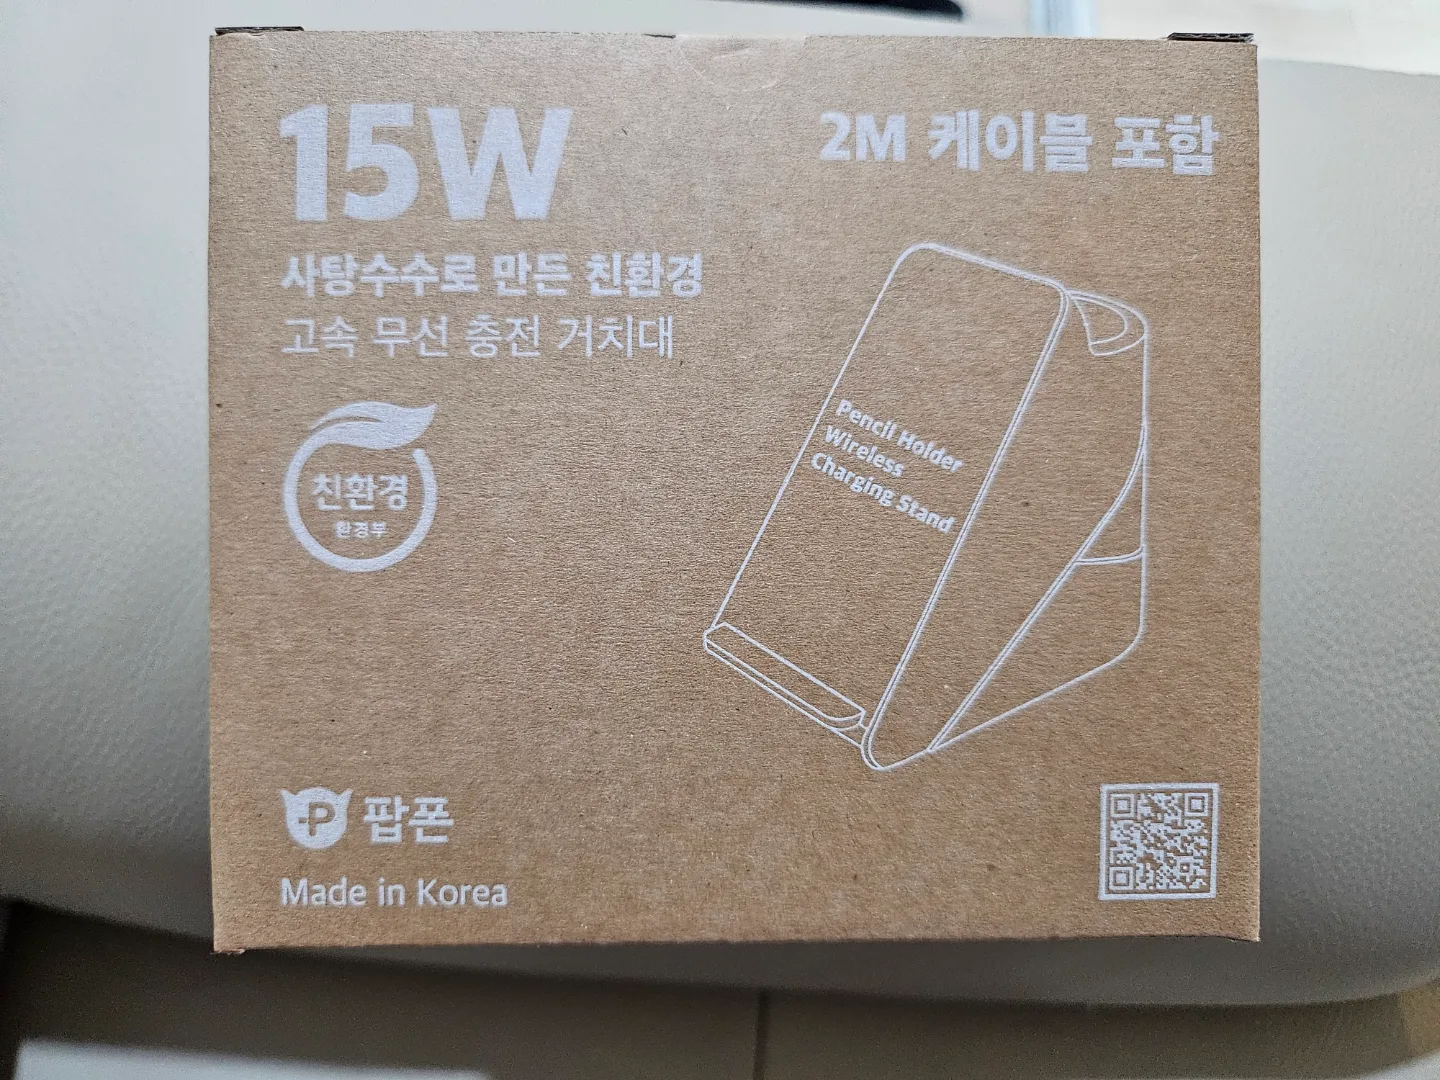 15W
2M 케이블 포함
사탕수수로 만든 친환경
고속 무선 충전 거치대
친환경
환경부
Pencil Holder
Wireless
Charging Stand
P 팝폰
Made in Korea